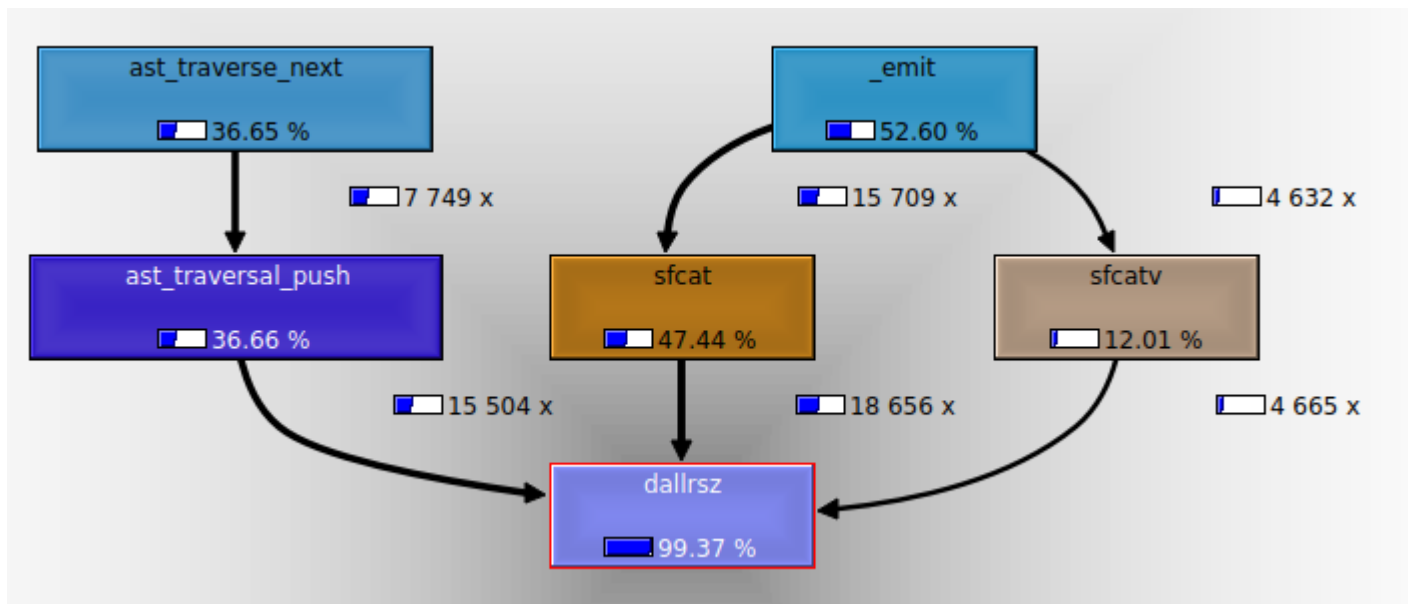 ast_traverse_next
36.65 %
_emit
52.60 %
7 749 x
15 709 x
4 632 x
ast_traversal_push
36.66 %
sfcat
47.44 %
sfcatv
12.01 %
15 504 x
18 656 x
4 665 x
dallrsz
99.37 %